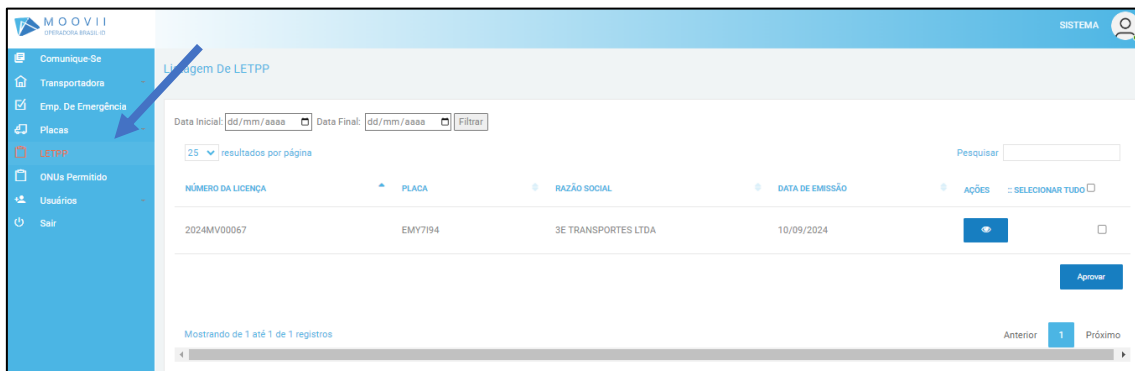 MOOVII
OPERADORA BRASIL-ID
SISTEMA
Comunique-Se
Transportadora
Emp. De Emergência
Placas
LETPP
ONUs Permitido
Usuários
Sair
Listagem De LETPP
Data Inicial: dd/mm/aaaa Data Final: dd/mm/aaaa Filtrar
25 resultados por página Pesquisar
NÚMERO DA LICENÇA PLACA RAZÃO SOCIAL DATA DE EMISSÃO AÇÕES :: SELECIONAR TUDO
2024MV00067 EMY7I94 3E TRANSPORTES LTDA 10/09/2024
Aprovar
Mostrando de 1 até 1 de 1 registros Anterior 1 Próximo